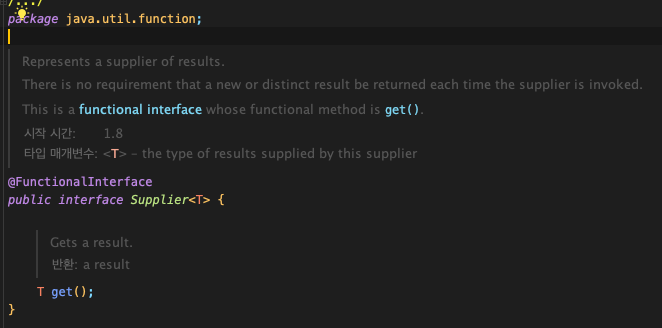 /.../
package java.util.function;
Represents a supplier of results.
There is no requirement that a new or distinct result be returned each time the supplier is invoked.
This is a functional interface whose functional method is get().
시작 시간: 1.8
타입 매개변수: <T> – the type of results supplied by this supplier
@FunctionalInterface
public interface Supplier<T> {
Gets a result.
반환: a result
T get();
}